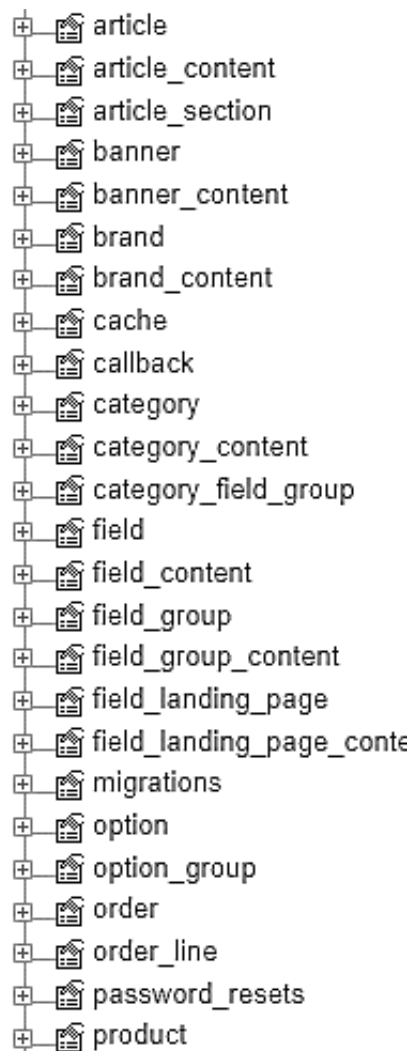 article
article_content
article_section
banner
banner_content
brand
brand_content
cache
callback
category
category_content
category_field_group
field
field_content
field_group
field_group_content
field_landing_page
field_landing_page_conte
migrations
option
option_group
order
order_line
password_resets
product